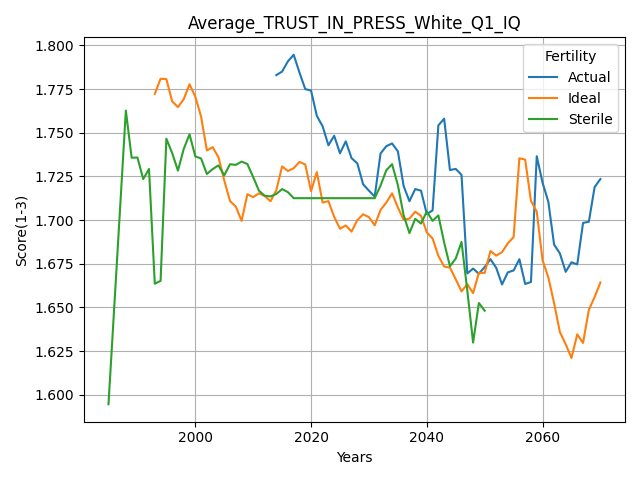 Average_TRUST_IN_PRESS_White_Q1_IQ
Fertility
Actual
Ideal
Sterile
Score(1-3)
1.800
1.775
1.750
1.725
1.700
1.675
1.650
1.625
1.600
2000
2020
2040
2060
Years